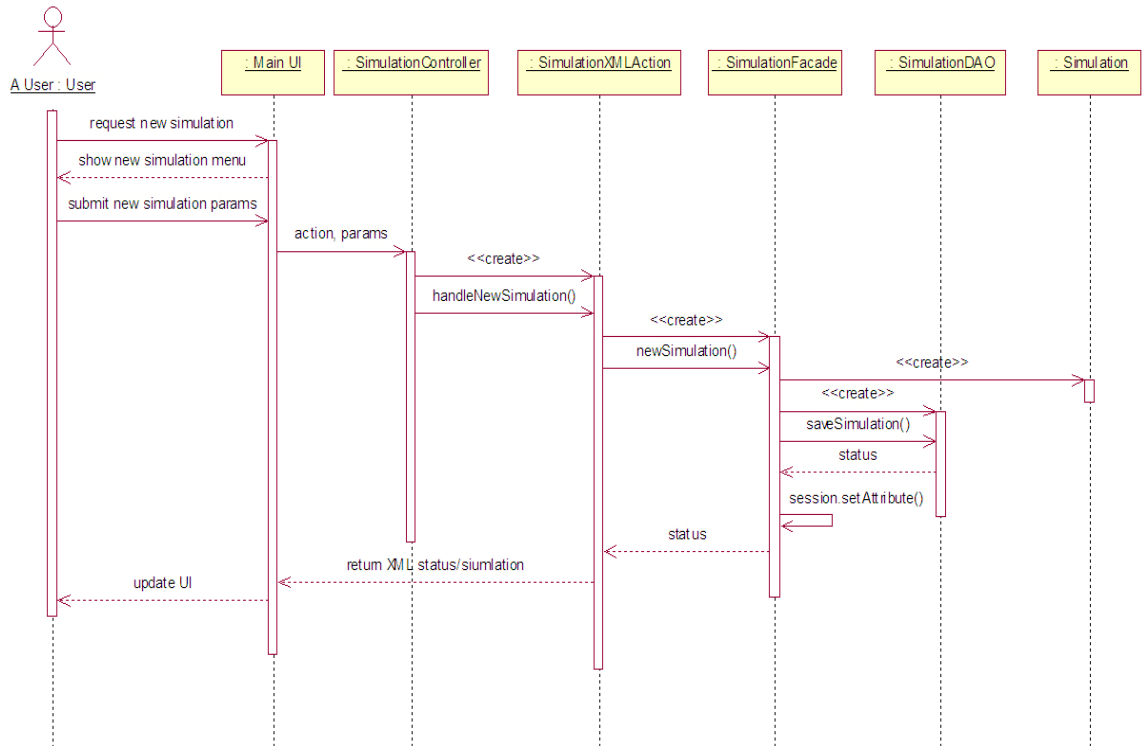 : Main UI
: SimulationController
: SimulationXMLAction
: SimulationFacade
: SimulationDAO
: Simulation
A User : User
request new simulation
show new simulation menu
submit new simulation params
action, params
<<create>>
handleNewSimulation()
<<create>>
newSimulation()
<<create>>
<<create>>
saveSimulation()
status
session.setAttribute()
status
return XML status/siumlation
update UI